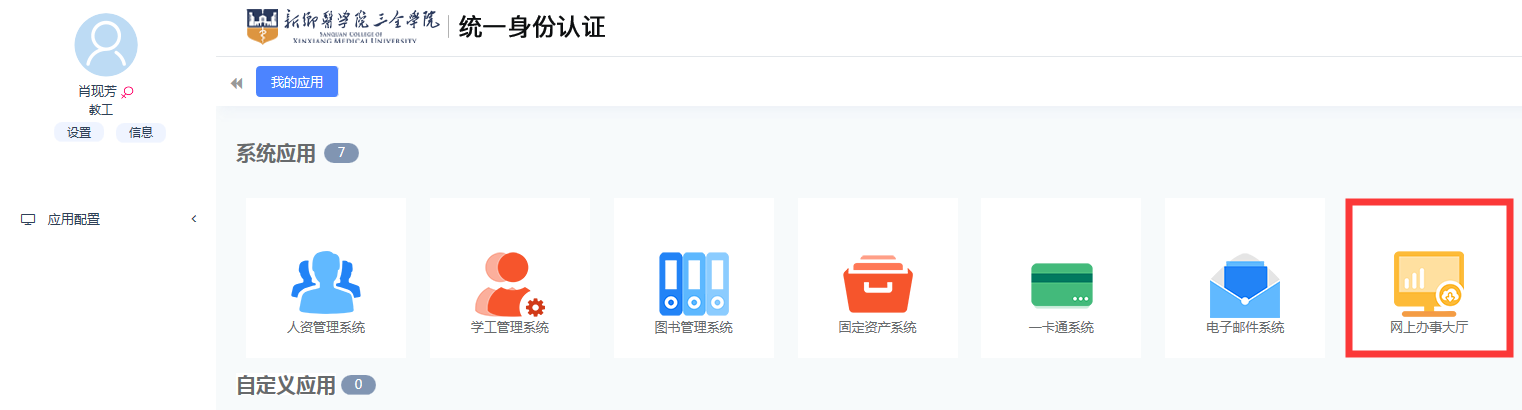 新乡医学院三全学院
SANQUAN COLLEGE OF
XINXIANG MEDICAL UNIVERSITY
统一身份认证
肖现芳
教工
设置 信息
应用配置
我的应用
系统应用 7
人资管理系统
学工管理系统
图书管理系统
固定资产系统
一卡通系统
电子邮件系统
网上办事大厅
自定义应用 0